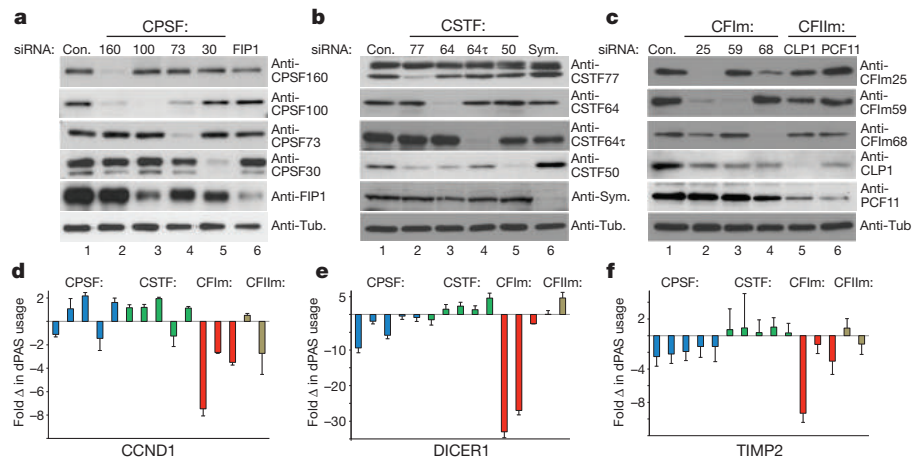 a
CPSF:
siRNA: Con. 160 100 73 30 FIP1
Anti-
CPSF160
Anti-
CPSF100
Anti-
CPSF73
Anti-
CPSF30
Anti-FIP1
Anti-Tub.
1 2 3 4 5 6
b
CSTF:
siRNA: Con. 77 64 64τ 50 Sym.
Anti-
CSTF77
Anti-
CSTF64
Anti-
CSTF64τ
Anti-
CSTF50
Anti-Sym.
Anti-Tub.
1 2 3 4 5 6
c
CFIm: CFIIm:
siRNA: Con. 25 59 68 CLP1 PCF11
Anti-
CFIm25
Anti-
CFIm59
Anti-
CFIm68
Anti-
CLP1
Anti-
PCF11
Anti-Tub
1 2 3 4 5 6
d
CPSF: CSTF: CFIm: CFIIm:
Fold Δ in dPAS usage
2
−2
−4
−6
−8
CCND1
e
CPSF: CSTF: CFIm: CFIIm:
Fold Δ in dPAS usage
5
−10
−20
−30
DICER1
f
CPSF: CSTF: CFIm: CFIIm:
Fold Δ in dPAS usage
4
−4
−8
TIMP2